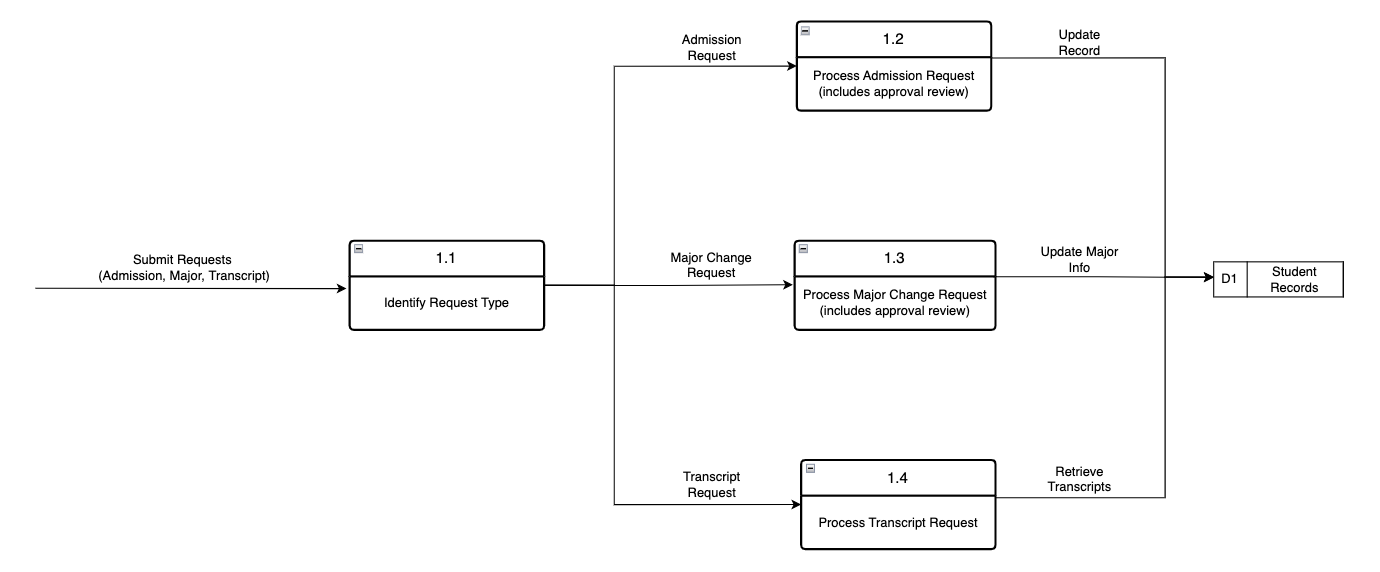 Admission
Request
1.2
Process Admission Request
(includes approval review)
Update
Record
Submit Requests
(Admission, Major, Transcript)
1.1
Identify Request Type
Major Change
Request
1.3
Process Major Change Request
(includes approval review)
Update Major
Info
D1
Student
Records
Transcript
Request
1.4
Process Transcript Request
Retrieve
Transcripts